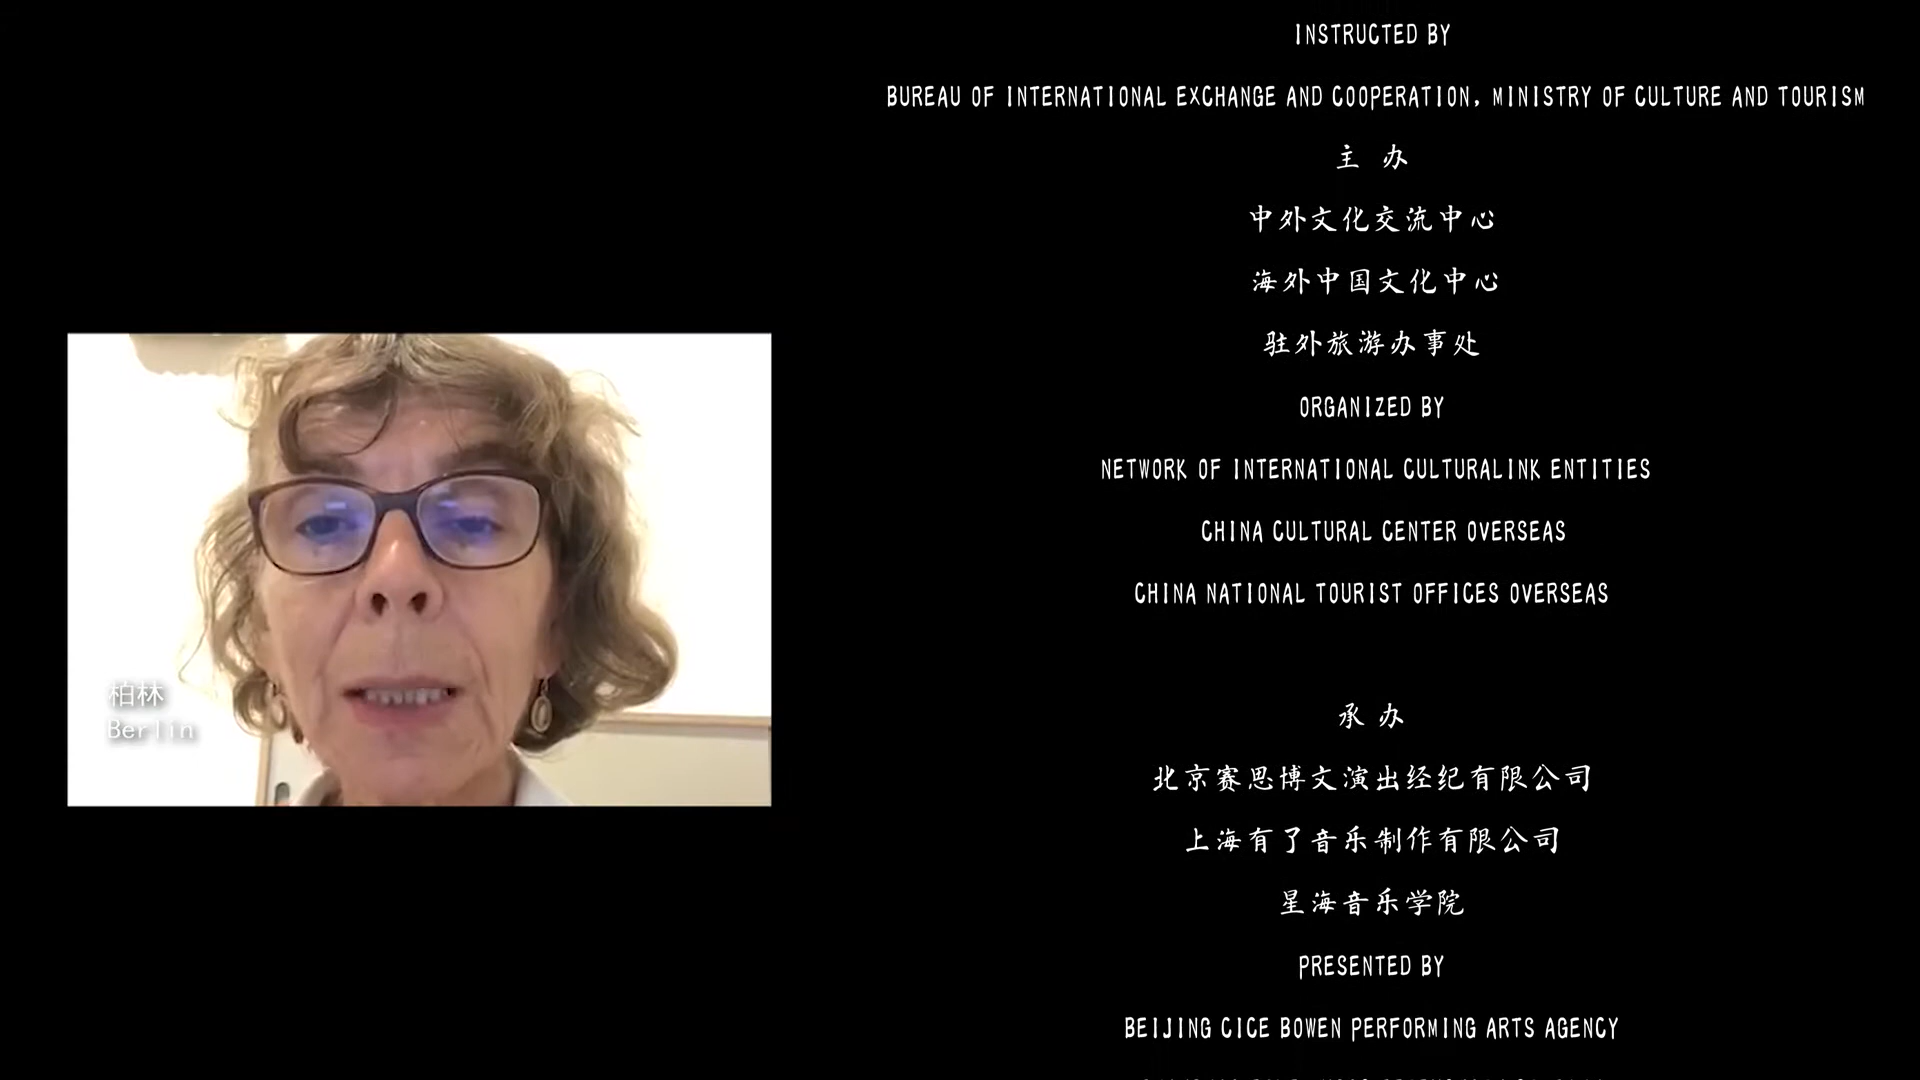 柏林
Berlin
INSTRUCTED BY
BUREAU OF INTERNATIONAL EXCHANGE AND COOPERATION, MINISTRY OF CULTURE AND TOURISM
主 办
中外文化交流中心
海外中国文化中心
驻外旅游办事处
ORGANIZED BY
NETWORK OF INTERNATIONAL CULTURALINK ENTITIES
CHINA CULTURAL CENTER OVERSEAS
CHINA NATIONAL TOURIST OFFICES OVERSEAS
承 办
北京赛思博文演出经纪有限公司
上海有了音乐制作有限公司
星海音乐学院
PRESENTED BY
BEIJING CICE BOWEN PERFORMING ARTS AGENCY